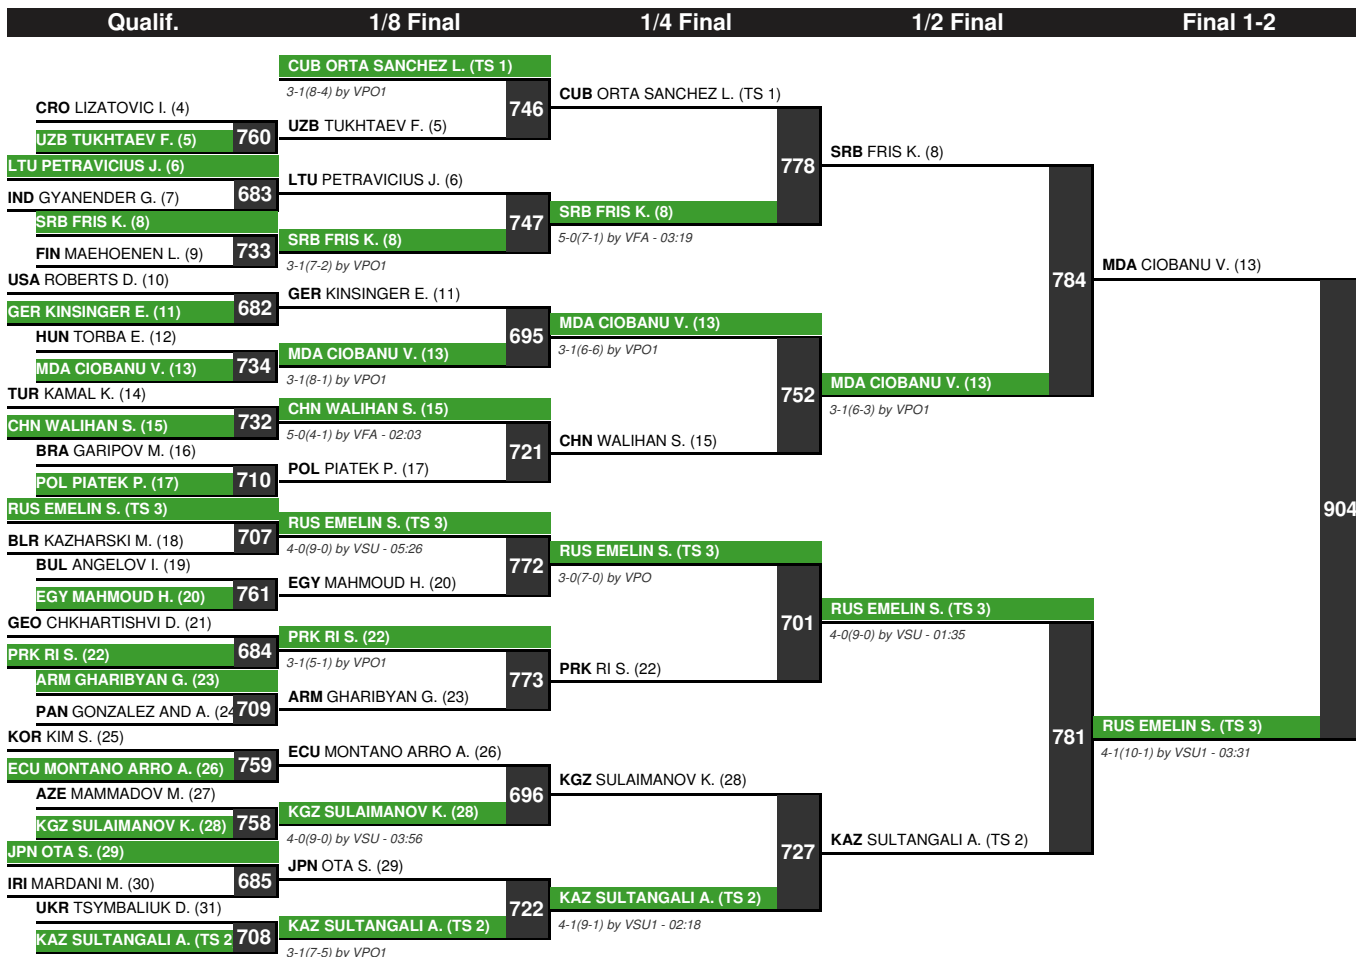 Qualif.
1/8 Final
1/4 Final
1/2 Final
Final 1-2
CRO LIZATOVIC I. (4)
760
UZB TUKHTAEV F. (5)
LTU PETRAVICIUS J. (6)
683
IND GYANENDER G. (7)
SRB FRIS K. (8)
733
FIN MAEHOENEN L. (9)
USA ROBERTS D. (10)
682
GER KINSINGER E. (11)
HUN TORBA E. (12)
734
MDA CIOBANU V. (13)
TUR KAMAL K. (14)
732
CHN WALIHAN S. (15)
BRA GARIPOV M. (16)
710
POL PIATEK P. (17)
RUS EMELIN S. (TS 3)
707
BLR KAZHARSKI M. (18)
BUL ANGELOV I. (19)
761
EGY MAHMOUD H. (20)
GEO CHKHARTISHVI D. (21)
684
PRK RI S. (22)
ARM GHARIBYAN G. (23)
709
PAN GONZALEZ AND A. (24
KOR KIM S. (25)
759
ECU MONTANO ARRO A. (26)
AZE MAMMADOV M. (27)
758
KGZ SULAIMANOV K. (28)
JPN OTA S. (29)
685
IRI MARDANI M. (30)
UKR TSYMBALIUK D. (31)
708
KAZ SULTANGALI A. (TS 2
CUB ORTA SANCHEZ L. (TS 1)
3-1(8-4) by VPO1
746
UZB TUKHTAEV F. (5)
LTU PETRAVICIUS J. (6)
747
SRB FRIS K. (8)
3-1(7-2) by VPO1
GER KINSINGER E. (11)
695
MDA CIOBANU V. (13)
3-1(8-1) by VPO1
CHN WALIHAN S. (15)
5-0(4-1) by VFA - 02:03
721
POL PIATEK P. (17)
RUS EMELIN S. (TS 3)
4-0(9-0) by VSU - 05:26
772
EGY MAHMOUD H. (20)
PRK RI S. (22)
3-1(5-1) by VPO1
773
ARM GHARIBYAN G. (23)
ECU MONTANO ARRO A. (26)
696
KGZ SULAIMANOV K. (28)
4-0(9-0) by VSU - 03:56
JPN OTA S. (29)
722
KAZ SULTANGALI A. (TS 2)
3-1(7-5) by VPO1
CUB ORTA SANCHEZ L. (TS 1)
778
SRB FRIS K. (8)
5-0(7-1) by VFA - 03:19
MDA CIOBANU V. (13)
3-1(6-6) by VPO1
752
CHN WALIHAN S. (15)
RUS EMELIN S. (TS 3)
3-0(7-0) by VPO
701
PRK RI S. (22)
KGZ SULAIMANOV K. (28)
727
KAZ SULTANGALI A. (TS 2)
4-1(9-1) by VSU1 - 02:18
SRB FRIS K. (8)
784
MDA CIOBANU V. (13)
3-1(6-3) by VPO1
RUS EMELIN S. (TS 3)
4-0(9-0) by VSU - 01:35
781
KAZ SULTANGALI A. (TS 2)
MDA CIOBANU V. (13)
904
RUS EMELIN S. (TS 3)
4-1(10-1) by VSU1 - 03:31